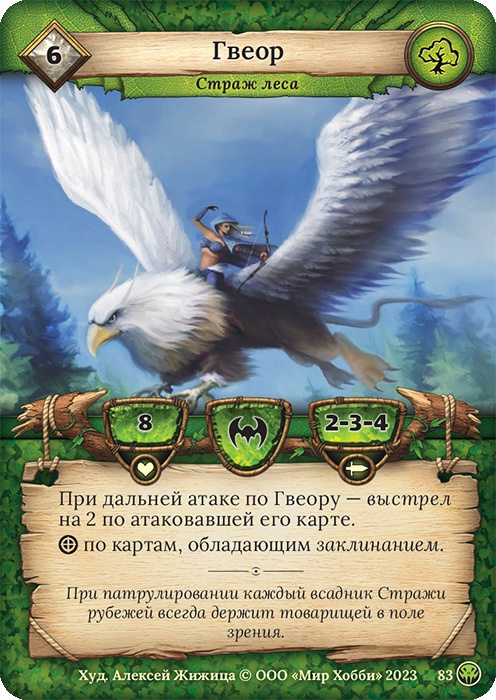 6
Гвеор
Страж леса
8
2-3-4
При дальней атаке по Гвеору — выстрел
на 2 по атаковавшей его карте.
по картам, обладающим заклинанием.
При патрулировании каждый всадник Стражи
рубежей всегда держит товарищей в поле
зрения.
Худ. Алексей Жижица © ООО «Мир Хобби» 2023 83